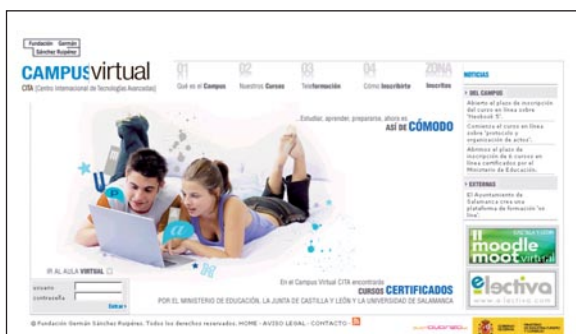 Fundación Germán
Sánchez Ruipérez
CAMPUS virtual
CITA [Centro Internacional de Tecnologías Avanzadas]
01
Qué es el Campus
02
Nuestros Cursos
03
Teleformación
04
Cómo Inscribirte
ZONA
Inscritos
...Estudiar, aprender, prepararse, ahora es
ASÍ DE CÓMODO
U
P
a
M
IR AL AULA VIRTUAL
usuario
contraseña
Entrar
En el Campus Virtual CITA encontrarás
CURSOS CERTIFICADOS
POR EL MINISTERIO DE EDUCACIÓN, LA JUNTA DE CASTILLA Y LEÓN Y LA UNIVERSIDAD DE SALAMANCA
NOTICIAS
DEL CAMPUS
Abierto el plazo de inscripción
del curso en línea sobre
Comienza el curso en línea
sobre 'protocolo y
organización de actos'.
Abrimos el plazo de
inscripción de 6 cursos en
línea certificados por el
Ministerio de Educación.
EXTERNAS
El Ayuntamiento de
Salamanca crea una
plataforma de formación 'on
line'.
II
moodle
moot virtual
electiva
www.electiva.com
© Fundación Germán Sánchez Ruipérez. Todos los derechos reservados. HOME - AVISO LEGAL - CONTACTO -